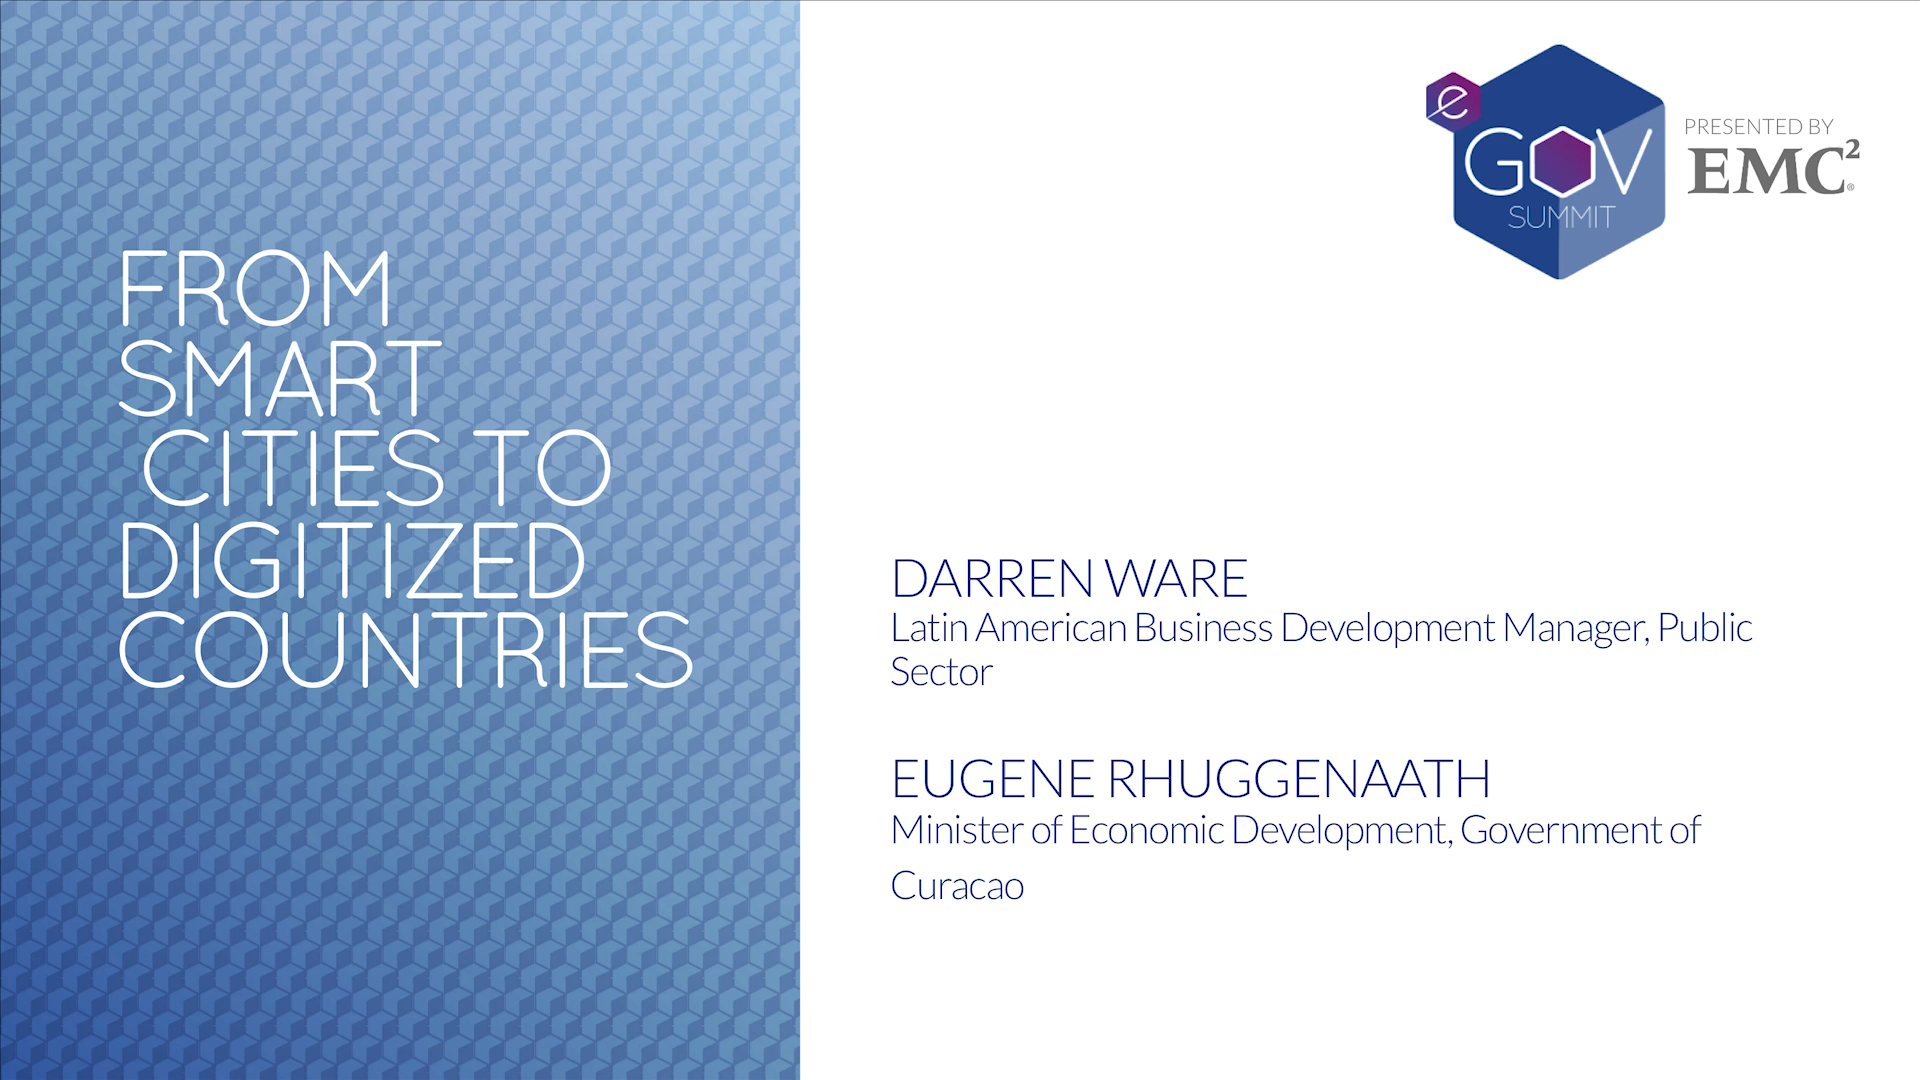 FROM
SMART
CITIES TO
DIGITIZED
COUNTRIES
e
GOV
SUMMIT
PRESENTED BY
EMC²®
DARREN WARE
Latin American Business Development Manager, Public
Sector
EUGENE RHUGGENAATH
Minister of Economic Development, Government of
Curacao